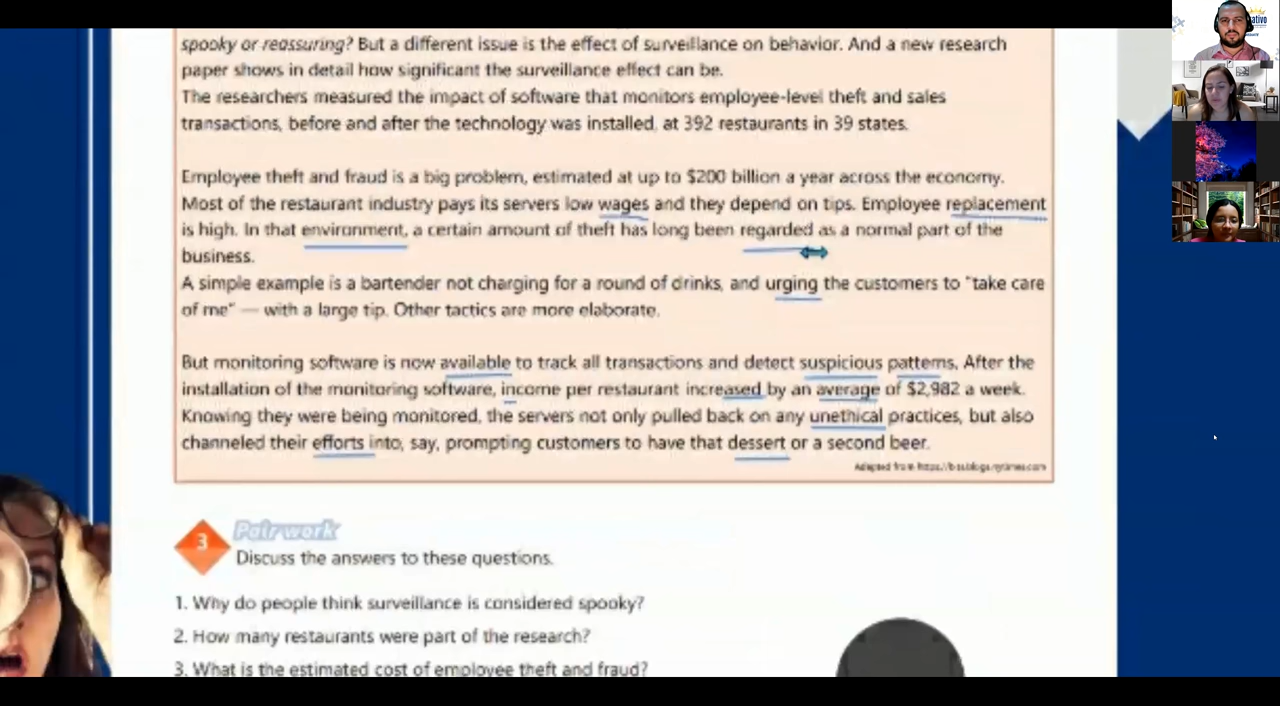 spooky or reassuring? But a different issue is the effect of surveillance on behavior. And a new research
paper shows in detail how significant the surveillance effect can be.
The researchers measured the impact of software that monitors employee-level theft and sales
transactions, before and after the technology was installed, at 392 restaurants in 39 states.
Employee theft and fraud is a big problem, estimated at up to $200 billion a year across the economy.
Most of the restaurant industry pays its servers low wages and they depend on tips. Employee replacement
is high. In that environment, a certain amount of theft has long been regarded as a normal part of the
business.
A simple example is a bartender not charging for a round of drinks, and urging the customers to "take care
of me" — with a large tip. Other tactics are more elaborate.
But monitoring software is now available to track all transactions and detect suspicious patterns. After the
installation of the monitoring software, income per restaurant increased by an average of $2,982 a week.
Knowing they were being monitored, the servers not only pulled back on any unethical practices, but also
channeled their efforts into, say, prompting customers to have that dessert or a second beer.
Adapted from
3
Pair work
Discuss the answers to these questions.
1. Why do people think surveillance is considered spooky?
2. How many restaurants were part of the research?
3. What is the estimated cost of employee theft and fraud?